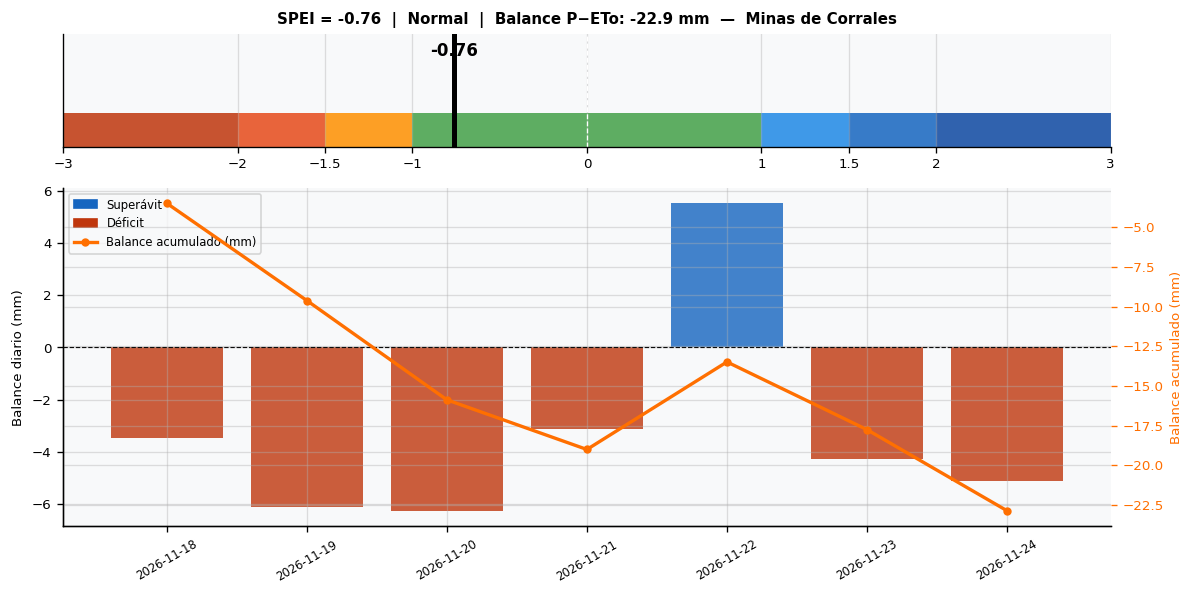 SPEI = -0.76 | Normal | Balance P−ETo: -22.9 mm — Minas de Corrales
-0.76
−3 −2 −1.5 −1 0 1 1.5 2 3
Superávit
Déficit
Balance acumulado (mm)
Balance diario (mm)
6
4
2
0
−2
−4
−6
−5.0
−7.5
−10.0
−12.5
−15.0
−17.5
−20.0
−22.5
Balance acumulado (mm)
2026-11-18 2026-11-19 2026-11-20 2026-11-21 2026-11-22 2026-11-23 2026-11-24